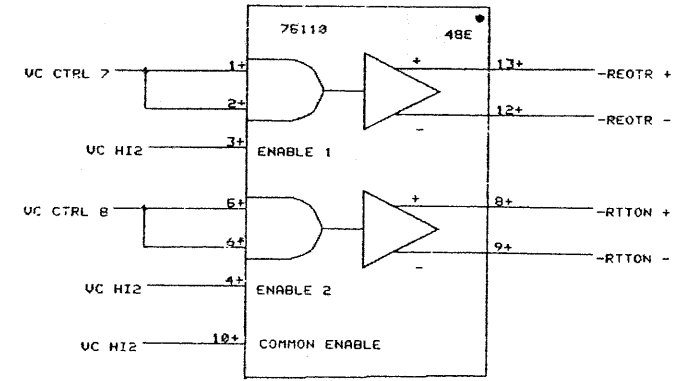 75110
48E
VC CTRL 7
1+
2+
VC HI2
3+
ENABLE 1
+
-
13+
-REOTR +
12+
-REOTR -
VC CTRL 8
5+
6+
VC HI2
4+
ENABLE 2
+
-
8+
-RTTON +
9+
-RTTON -
VC HI2
10+
COMMON ENABLE